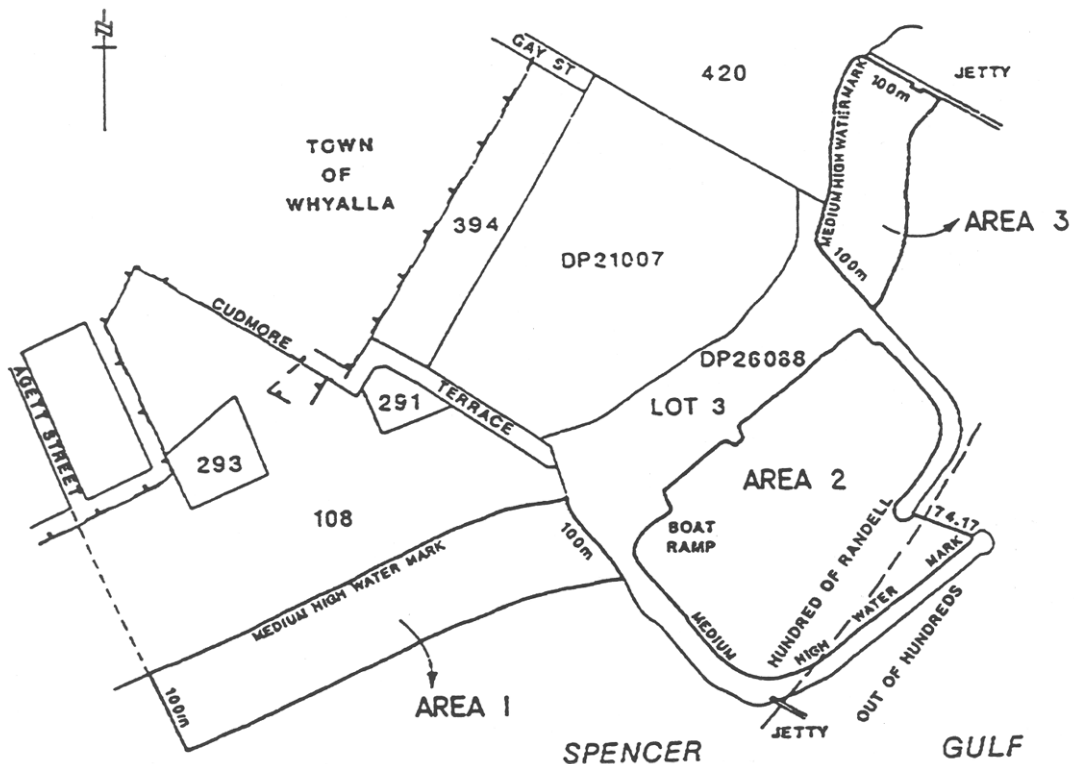 N
GAY ST
420
JETTY
MEDIUM HIGH WATER MARK
100m
TOWN
OF
WHYALLA
394
AREA 3
DP21007
100m
CUDMORE
DP26088
LOT 3
TERRACE
291
AGETT STREET
293
AREA 2
108
74.17
100m
BOAT
RAMP
HUNDRED OF RANDELL
MEDIUM HIGH WATER MARK
MEDIUM HIGH WATER MARK
OUT OF HUNDREDS
100m
AREA 1
JETTY
SPENCER GULF